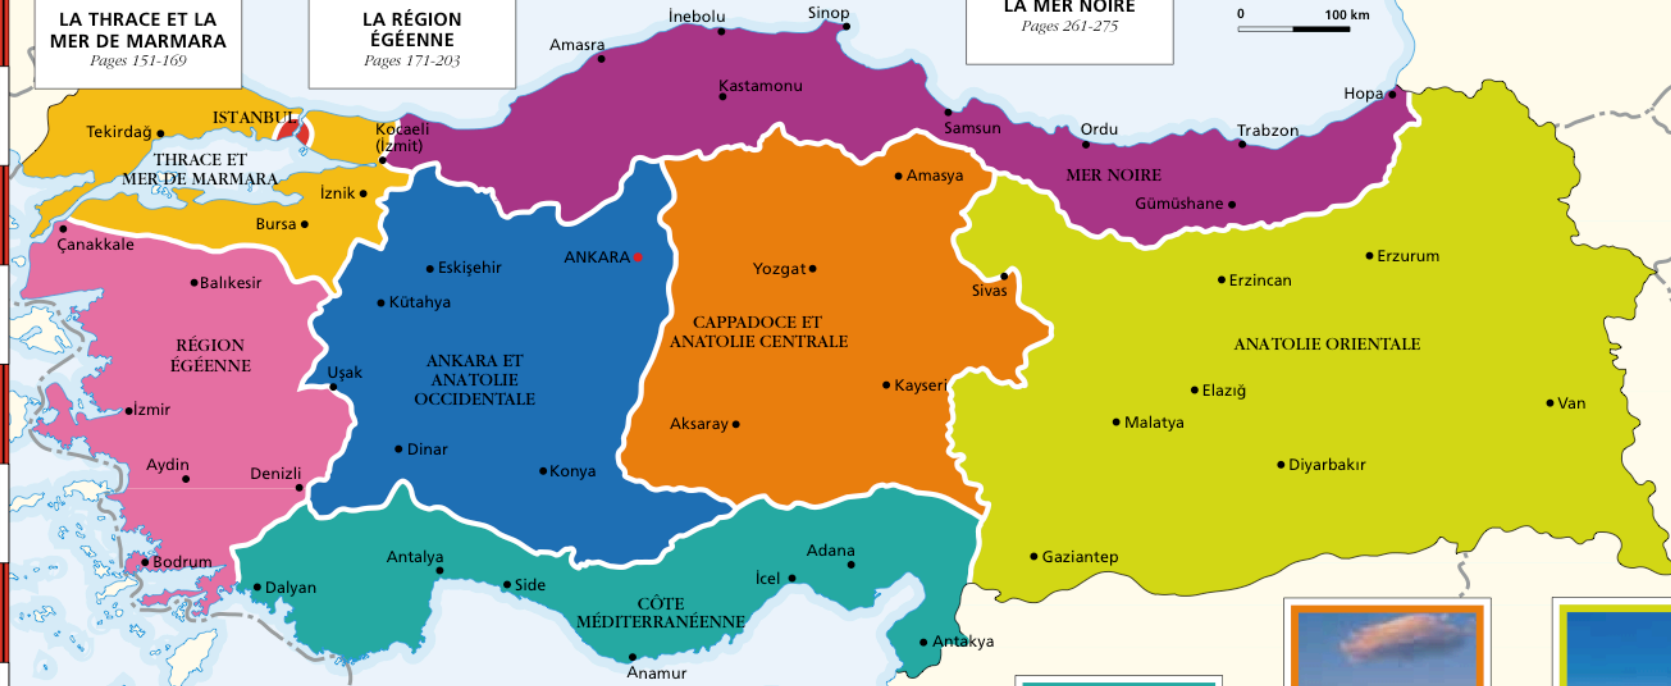 LA THRACE ET LA
MER DE MARMARA
Pages 151-169
LA RÉGION
ÉGÉENNE
Pages 171-203
LA MER NOIRE
Pages 261-275
0 100 km
İnebolu
Sinop
Amasra
Kastamonu
Hopa
Samsun
Ordu
Trabzon
ISTANBUL
Tekirdağ
Kocaeli
(İzmit)
THRACE ET
MER DE MARMARA
İznik
Bursa
Çanakkale
MER NOIRE
Gümüshane
Amasya
ANKARA
Eskişehir
Kütahya
Balıkesir
Yozgat
Sivas
Erzincan
Erzurum
RÉGION
ÉGÉENNE
CAPPADOCE ET
ANATOLIE CENTRALE
ANATOLIE ORIENTALE
ANKARA ET
ANATOLIE
OCCIDENTALE
Uşak
Kayseri
Elazığ
Van
İzmir
Aksaray
Malatya
Dinar
Konya
Diyarbakır
Aydin
Denizli
Bodrum
Dalyan
Antalya
Side
Adana
İcel
Gaziantep
CÔTE
MÉDITERRANÉENNE
Antakya
Anamur